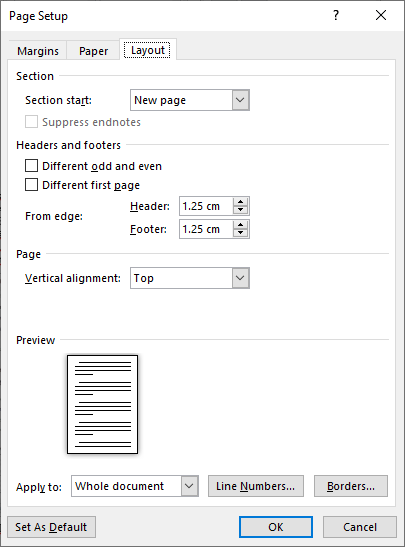 Page Setup ? ×
Margins Paper Layout
Section
Section start: New page
Suppress endnotes
Headers and footers
Different odd and even
Different first page
Header: 1.25 cm
From edge:
Footer: 1.25 cm
Page
Vertical alignment: Top
Preview
Apply to: Whole document Line Numbers... Borders...
Set As Default OK Cancel